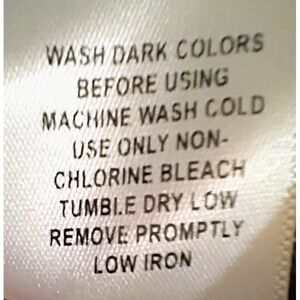 WASH DARK COLORS
BEFORE USING
MACHINE WASH COLD
USE ONLY NON-
CHLORINE BLEACH
TUMBLE DRY LOW
REMOVE PROMPTLY
LOW IRON